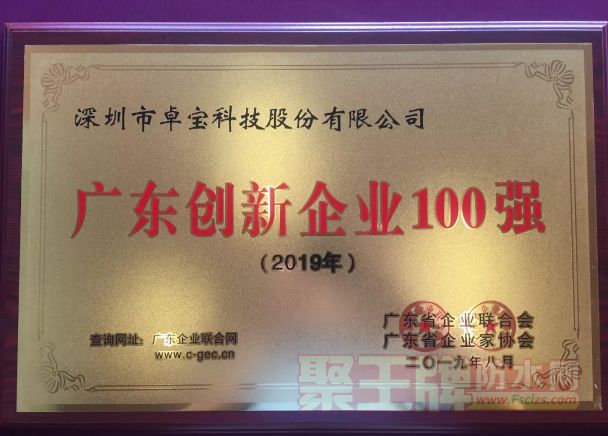 深圳市卓宝科技股份有限公司
广东创新企业100强
（2019年）
广东省企业联合会
广东省企业家协会
二〇一九年八月
查询网址：广东企业联合网
www.c-gec.cn
聚王牌防水网
www.Fsclzs.com